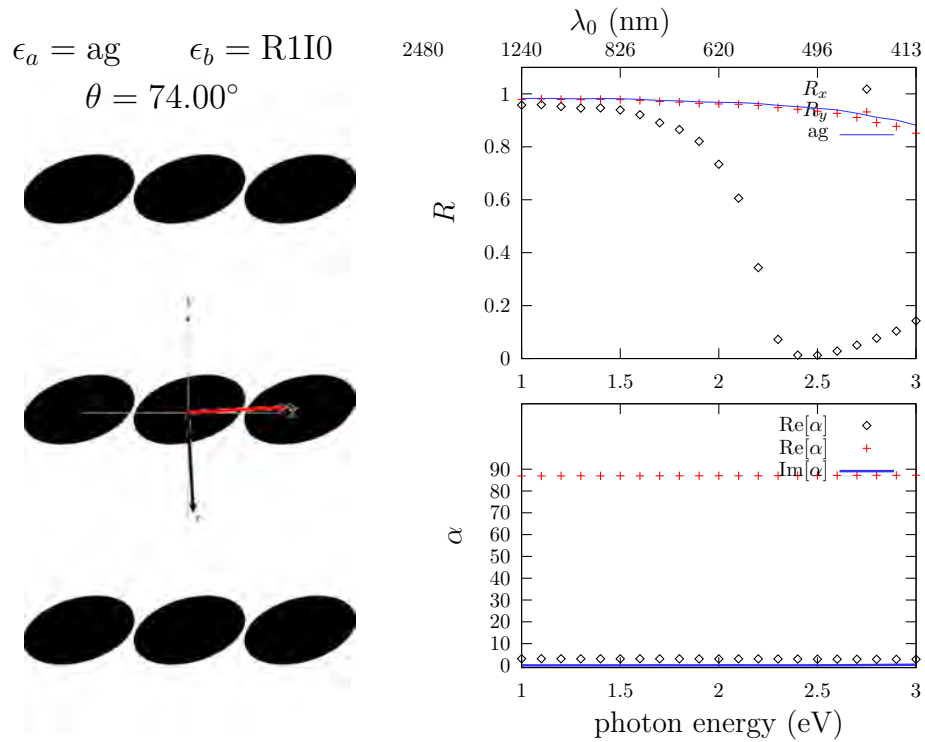 ϵ_a = ag ϵ_b = R1I0
θ = 74.00°
λ_0 (nm)
2480 1240 826 620 496 413
1
0.8
0.6
0.4
0.2
0
R
R_x
R_y
ag
1 1.5 2 2.5 3
Re[α]
Re[α]
Im[α]
90
80
70
60
50
40
30
20
10
0
α
1 1.5 2 2.5 3
photon energy (eV)